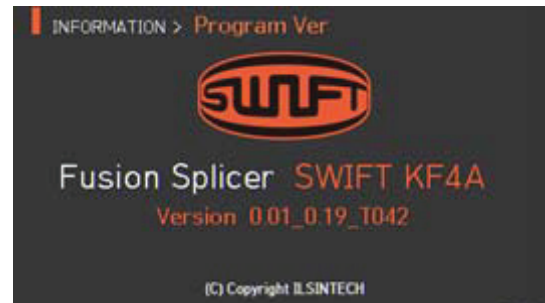 INFORMATION > Program Ver
SWIFT
Fusion Splicer SWIFT KF4A
Version 0.01_0.19_T042
(C) Copyright ILSINTECH